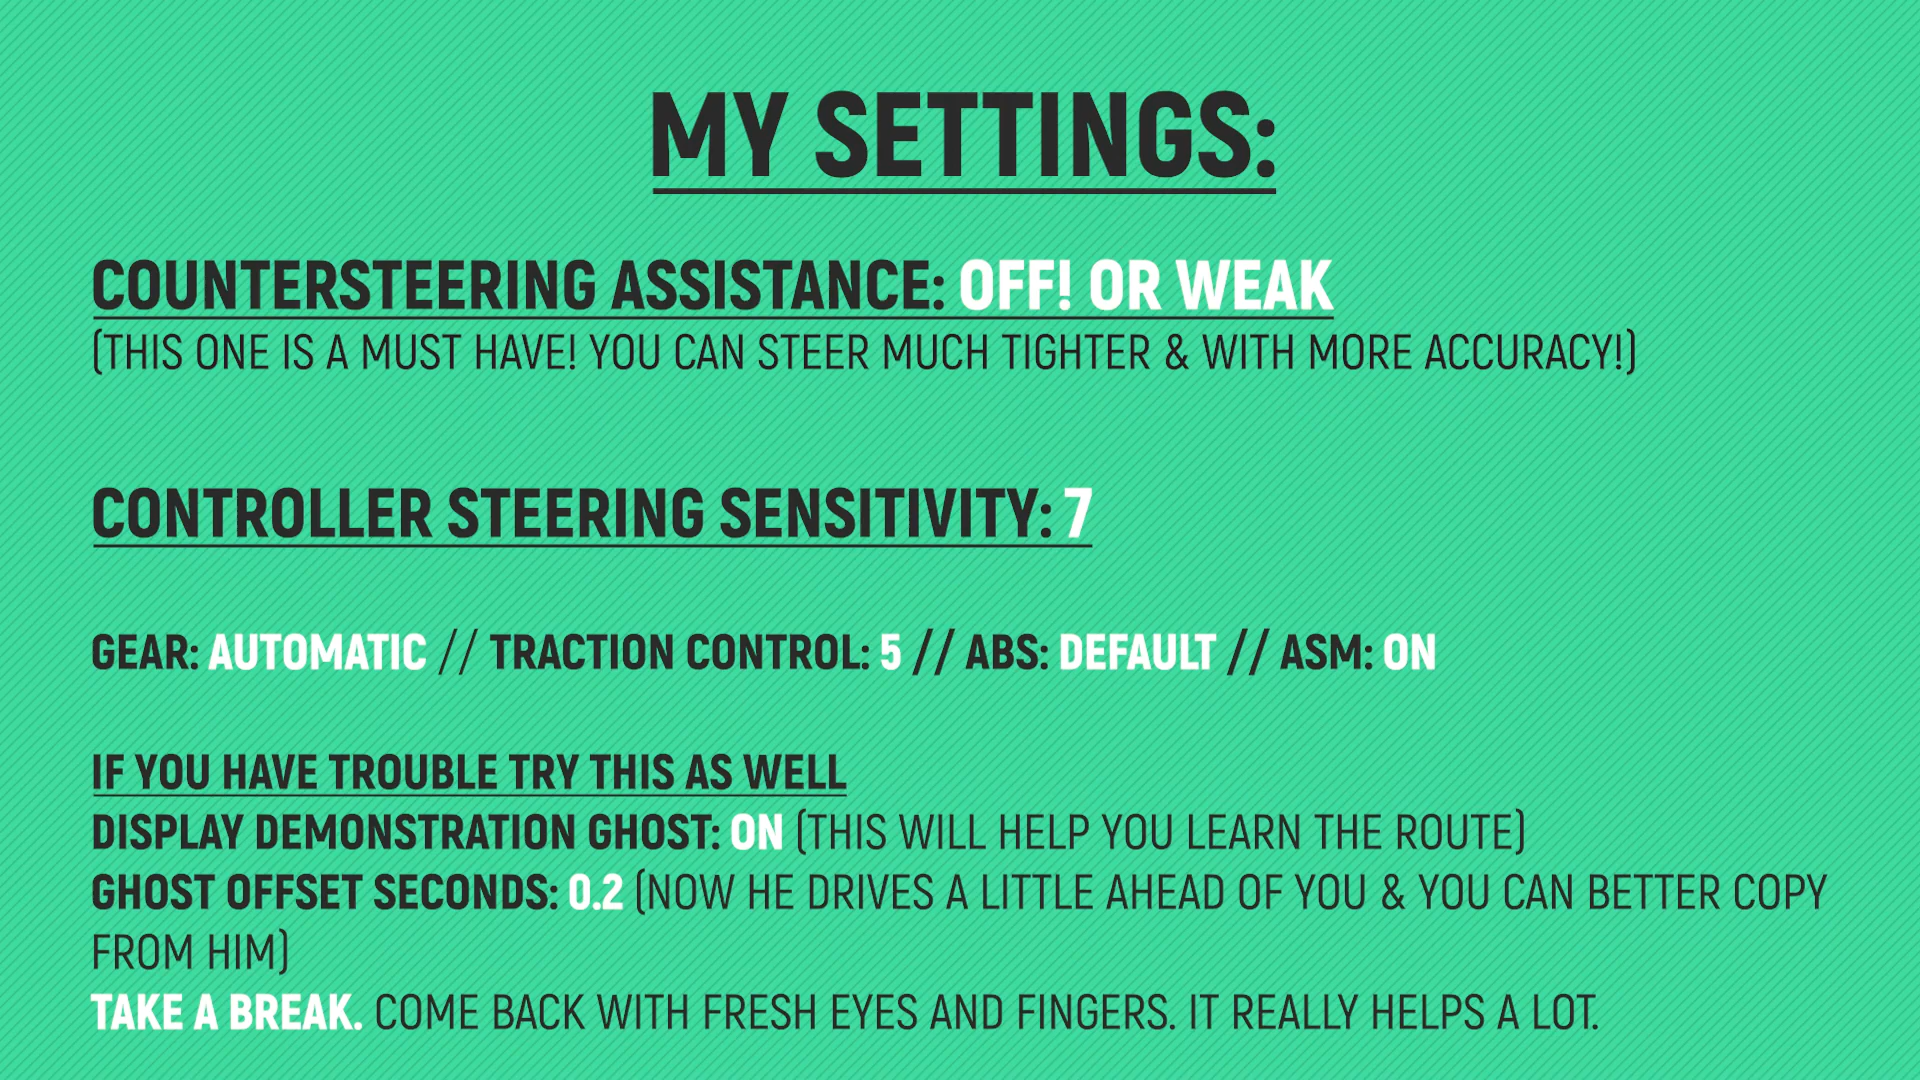 MY SETTINGS:
COUNTERSTEERING ASSISTANCE: OFF! OR WEAK
(THIS ONE IS A MUST HAVE! YOU CAN STEER MUCH TIGHTER & WITH MORE ACCURACY!)
CONTROLLER STEERING SENSITIVITY: 7
GEAR: AUTOMATIC // TRACTION CONTROL: 5 // ABS: DEFAULT // ASM: ON
IF YOU HAVE TROUBLE TRY THIS AS WELL
DISPLAY DEMONSTRATION GHOST: ON (THIS WILL HELP YOU LEARN THE ROUTE)
GHOST OFFSET SECONDS: 0.2 (NOW HE DRIVES A LITTLE AHEAD OF YOU & YOU CAN BETTER COPY
FROM HIM)
TAKE A BREAK. COME BACK WITH FRESH EYES AND FINGERS. IT REALLY HELPS A LOT.